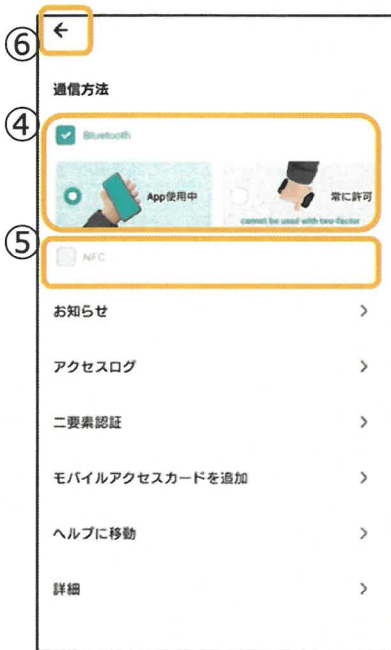 ⑥ ←
通信方法
④
Bluetooth
App使用中
常に許可
cannot be used with two-factor
⑤
NFC
お知らせ
アクセスログ
二要素認証
モバイルアクセスカードを追加
ヘルプに移動
詳細